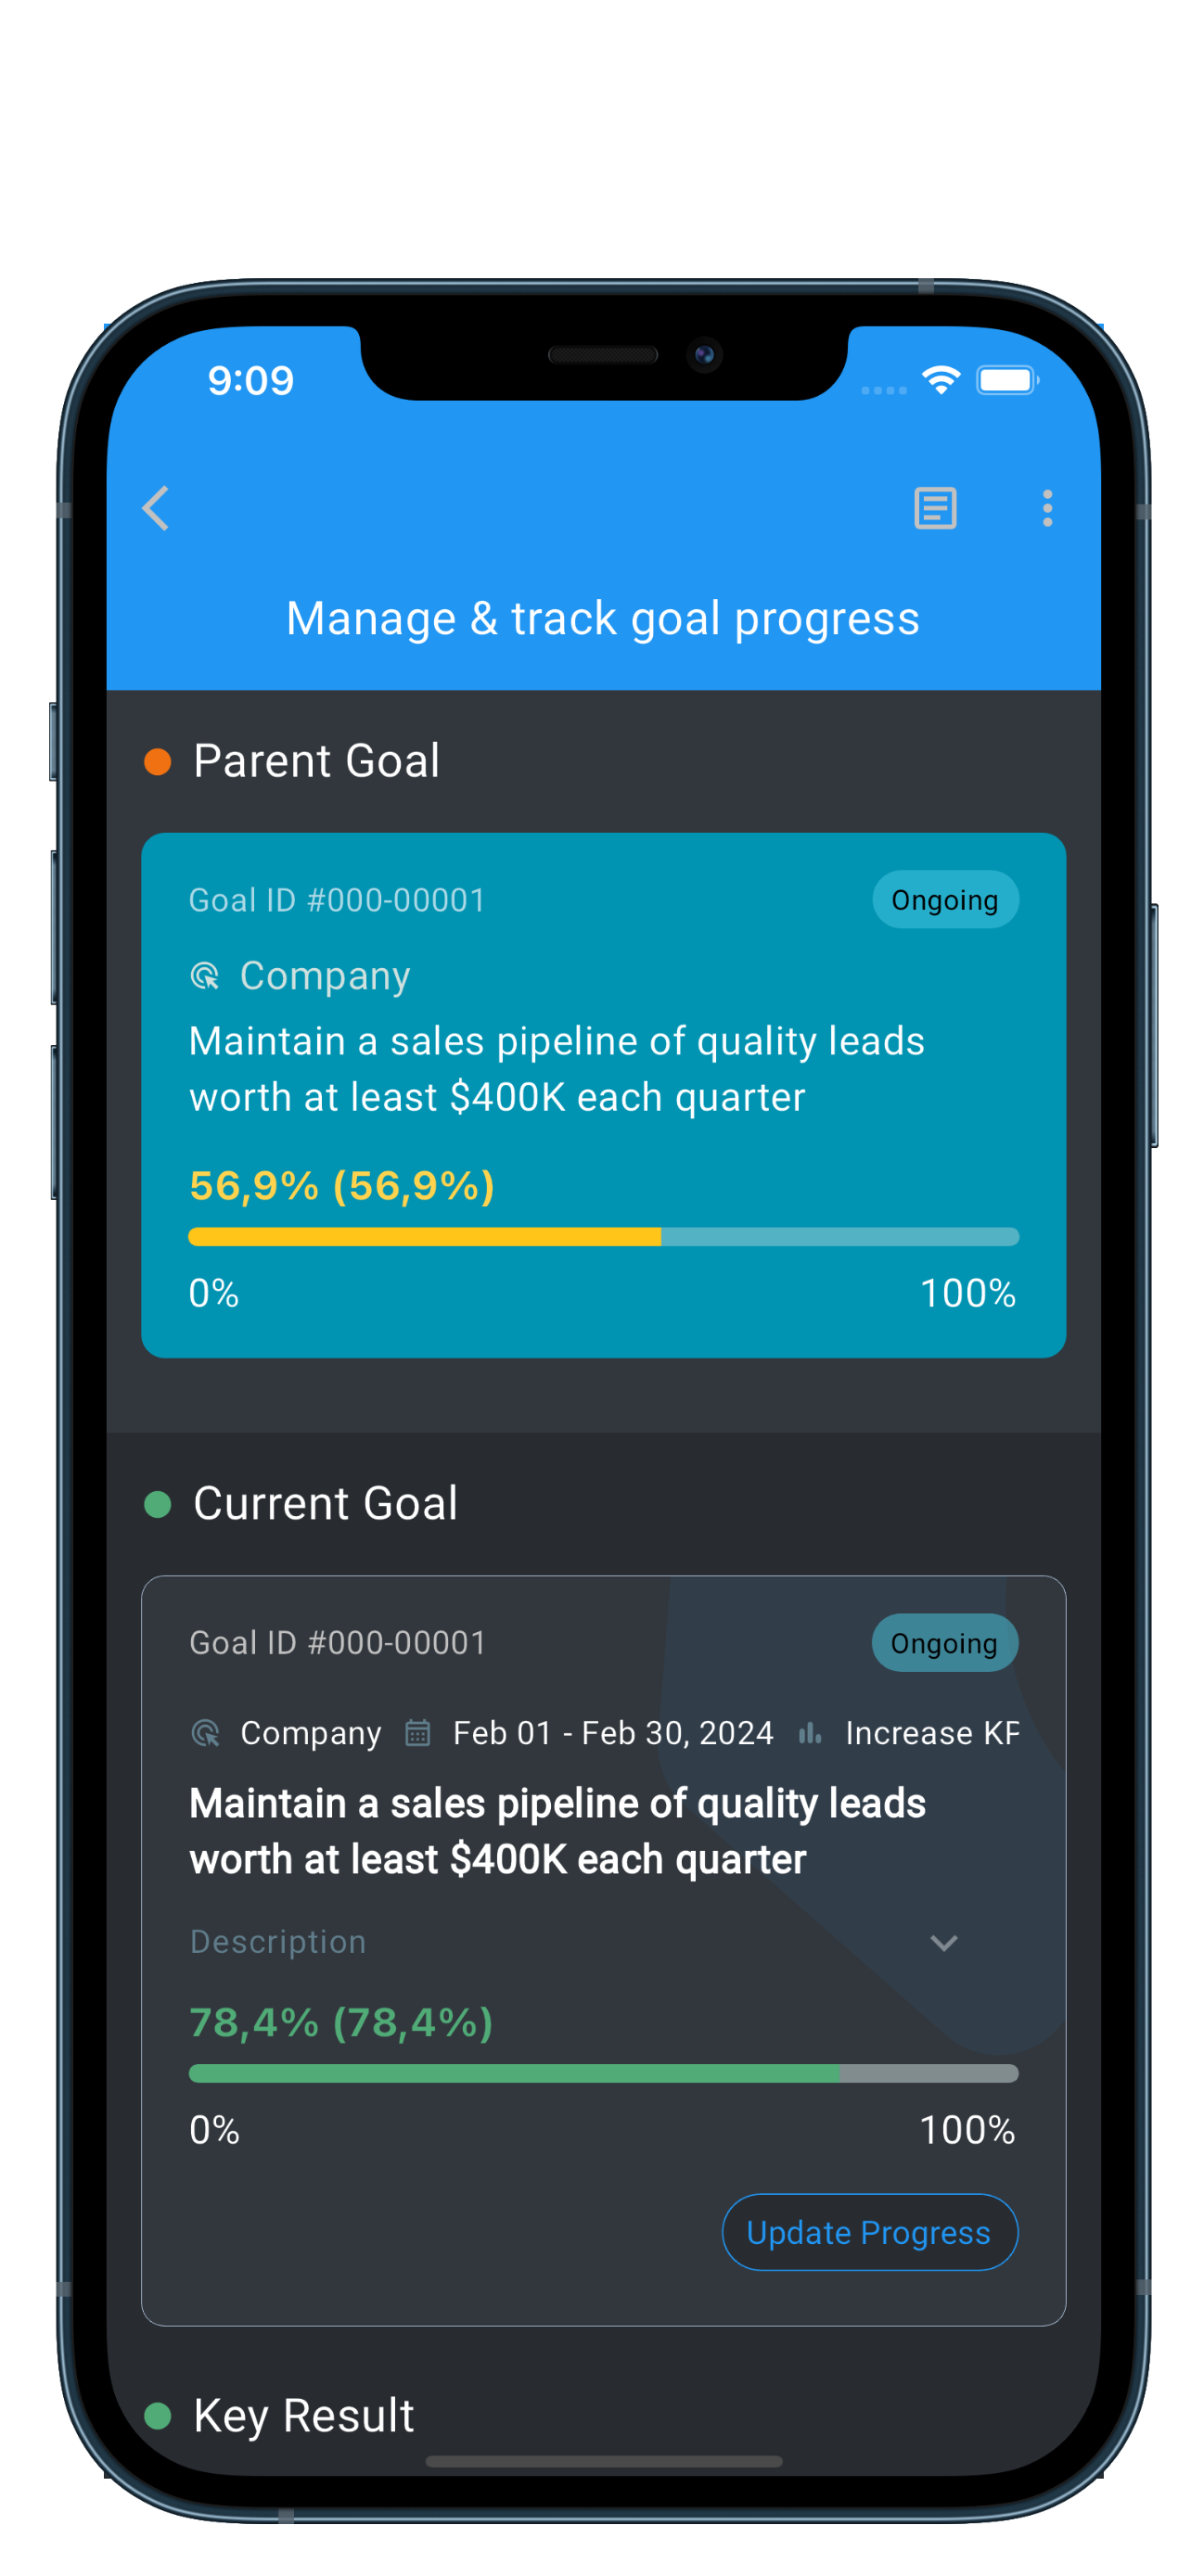 9:09
Manage & track goal progress
Parent Goal
Goal ID #000-00001
Ongoing
Company
Maintain a sales pipeline of quality leads
worth at least $400K each quarter
56,9% (56,9%)
0%
100%
Current Goal
Goal ID #000-00001
Ongoing
Company
Feb 01 - Feb 30, 2024
Increase
Maintain a sales pipeline of quality leads
worth at least $400K each quarter
Description
78,4% (78,4%)
0%
100%
Update Progress
Key Result